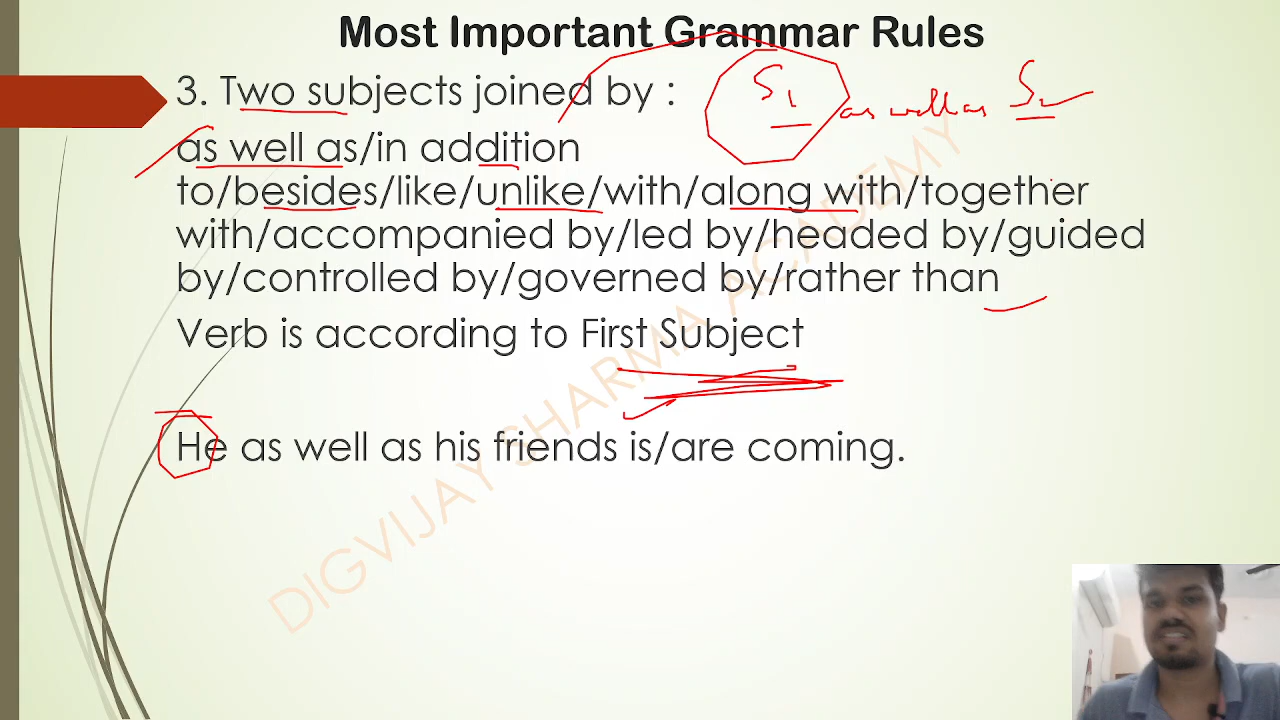 Most Important Grammar Rules
3. Two subjects joined by :
S1 as well as S2
as well as/in addition
to/besides/like/unlike/with/along with/together
with/accompanied by/led by/headed by/guided
by/controlled by/governed by/rather than
Verb is according to First Subject
He as well as his friends is/are coming.
DIGVIJAY SHARMA ACADEMY